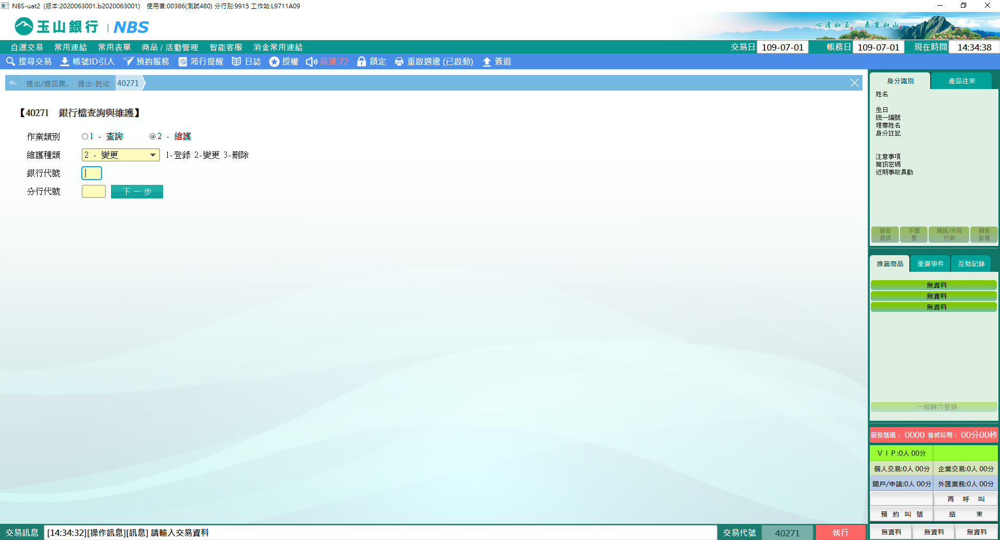 NBS-uat2 (版本:2020063001.b2020063001) 使用者:00386(測試480) 分行別:9915 工作站:L9711A09
玉山銀行 | NBS
心清如玉。 義重如山。
自選交易 常用連結 常用表單 商品 / 活動管理 智能客服 消金常用連結 交易日 109-07-01 帳務日 109-07-01 現在時間 14:34:38
搜尋交易 帳號ID引入 預約服務 蒞行提醒 日誌 授權 廣播:72 鎖定 重啟週邊 (已啟動) 簽退
提出/提回票.. 提出-託收 40271
【40271 銀行檔查詢與維護】
作業類別 1 - 查詢 2 - 維護
維護種類 2 - 變更 1-登錄 2-變更 3-刪除
銀行代號
分行代號 下一步
身分識別 產品往來
姓名
生日
統一編號
理專姓名
身分註記
注意事項
簡訊密碼
近期事故異動
顧客資訊 手續費 通路/共同行銷 顧客影像
推薦商品 重要事件 互動記錄
無資料
無資料
無資料
一般轉介登錄
服務號碼： 0000 等候時間： 00分00秒
ＶＩＰ:0人 00分
個人交易:0人 00分 企業交易:0人 00分
開戶/申請:0人 00分 外匯業務:0人 00分
再 呼 叫
預 約 叫 號 結 束
無資料 無資料 無資料
交易訊息 [14:34:32][操作訊息][訊息] 請輸入交易資料 交易代號 40271 執行